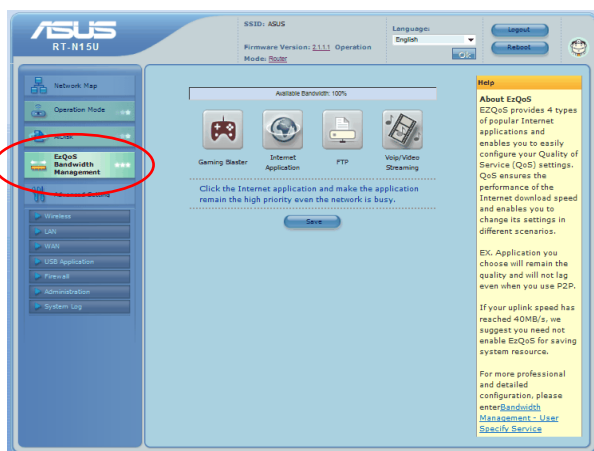 ASUS
RT-N15U
SSID: ASUS
Firmware Version: 2.1.1.1 Operation
Mode: Router
Language:
English
Logout
Reboot
Network Map
Operation Mode
AiDisk
EzQoS
Bandwidth
Management
Advanced Setting
Wireless
LAN
WAN
USB Application
Firewall
Administration
System Log
Available Bandwidth: 100%
Gaming Blaster
Internet
Application
FTP
Voip/Video
Streaming
Click the Internet application and make the application
remain the high priority even the network is
busy.
Save
Help
About EzQoS
EZQoS provides 4 types
of popular Internet
applications and
enables you to easily
configure your Quality of
Service (QoS) settings.
QoS ensures the
performance of the
Internet download speed
and enables you to
change its settings in
different scenarios.
EX. Application you
choose will remain the
quality and will not lag
even when you use P2P.
If your uplink speed has
reached 40MB/s, we
suggest you need not
enable EzQoS for saving
system resource.
For more professional
and detailed
configuration, please
enterBandwidth
Management - User
Specify Service